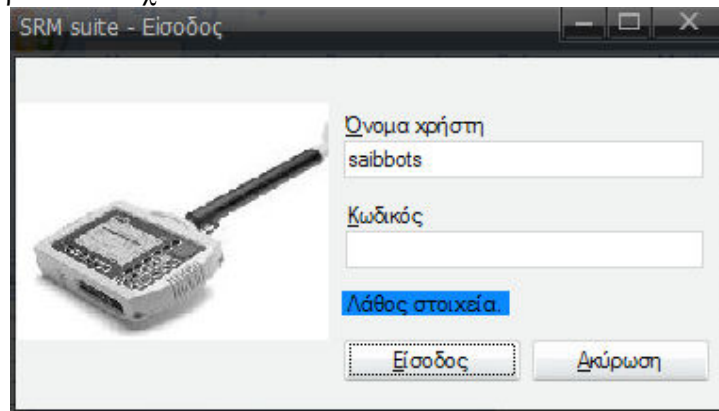 SRM suite - Είσοδος
Όνομα χρήστη
saibbots
Κωδικός
Λάθος στοιχεία.
Είσοδος
Ακύρωση